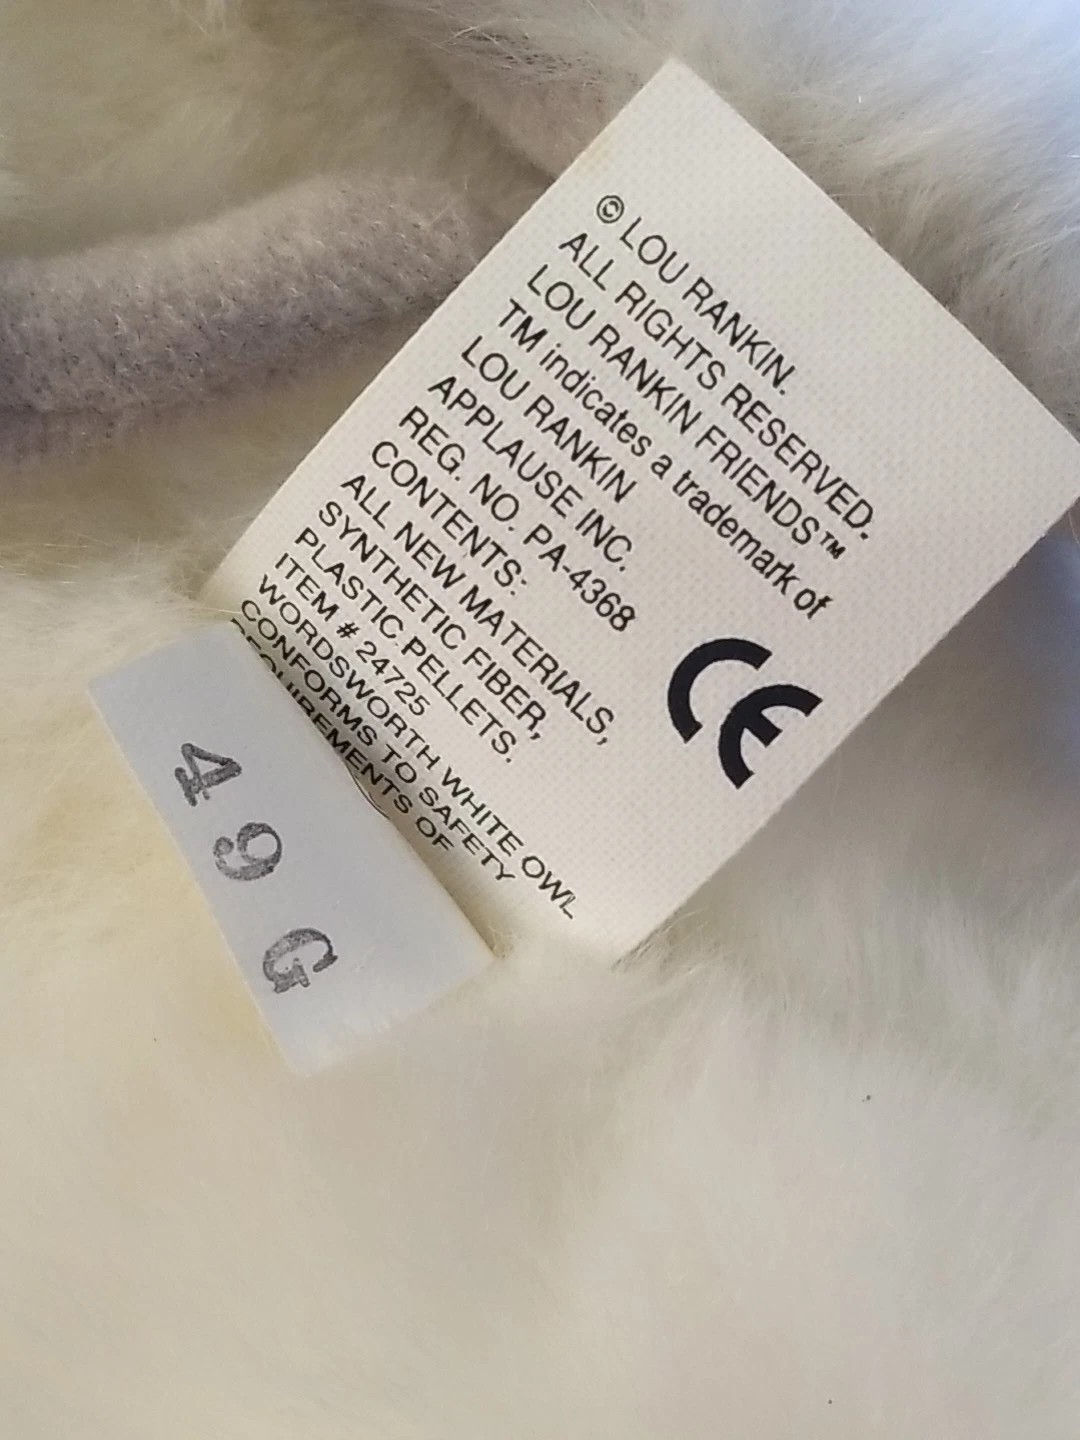 © LOU RANKIN.
ALL RIGHTS RESERVED.
LOU RANKIN FRIENDS™
TM indicates a trademark of
LOU RANKIN
APPLAUSE INC.
REG. NO. PA-4368
CONTENTS:
ALL NEW MATERIALS,
SYNTHETIC FIBER,
PLASTIC PELLETS.
ITEM # 24725
WORDSWORTH WHITE OWL
CONFORMS TO SAFETY
REQUIREMENTS OF
CE
49G